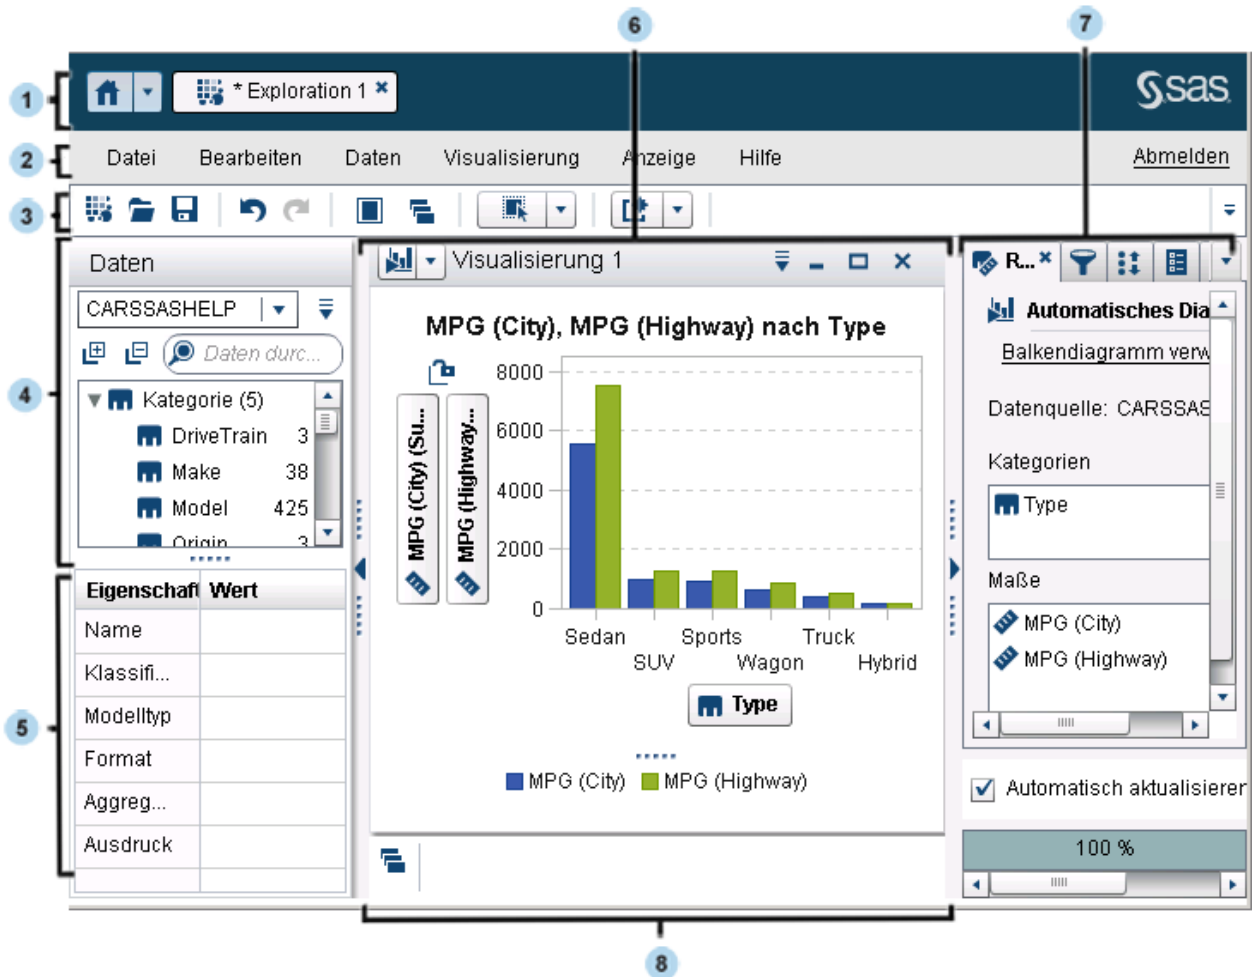 6
7
1
* Exploration 1
sas
2
Datei Bearbeiten Daten Visualisierung Anzeige Hilfe Abmelden
3
Daten
Visualisierung 1
R...
CARSSASHELP
Automatisches Dia
MPG (City), MPG (Highway) nach Type
Daten durc...
Balkendiagramm verw
4
Kategorie (5)
DriveTrain 3
Make 38
Model 425
Origin 3
8000
6000
4000
2000
0
MPG (City) (Su...
MPG (Highway...
Sedan
SUV
Sports
Wagon
Truck
Hybrid
Type
MPG (City) MPG (Highway)
Datenquelle: CARSSAS
Kategorien
Type
Maße
MPG (City)
MPG (Highway)
5
Eigenschaft Wert
Name
Klassifi...
Modelltyp
Format
Aggreg...
Ausdruck
Automatisch aktualisieren
100 %
8